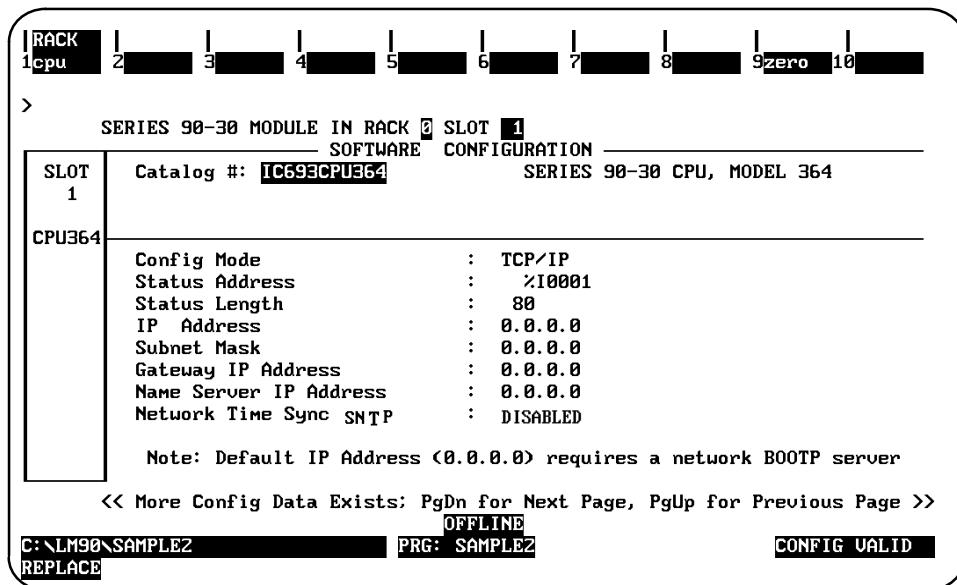 RACK
1cpu 2 3 4 5 6 7 8 9zero 10
>
SERIES 90-30 MODULE IN RACK 0 SLOT 1
SOFTWARE CONFIGURATION
SLOT Catalog #: IC693CPU364 SERIES 90-30 CPU, MODEL 364
1
CPU364
Config Mode : TCP/IP
Status Address : %I0001
Status Length : 80
IP Address : 0.0.0.0
Subnet Mask : 0.0.0.0
Gateway IP Address : 0.0.0.0
Name Server IP Address : 0.0.0.0
Network Time Sync SNTP : DISABLED
Note: Default IP Address (0.0.0.0) requires a network BOOTP server
<< More Config Data Exists; PgDn for Next Page, PgUp for Previous Page >>
OFFLINE
C:\LM90\SAMPLE2 PRG: SAMPLE2 CONFIG VALID
REPLACE